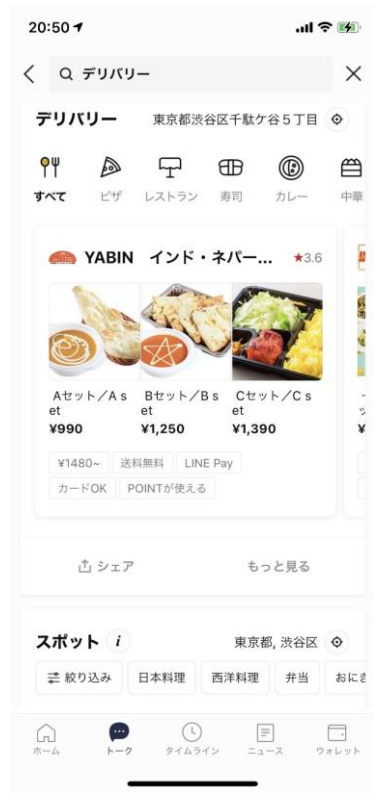 20:50
デリバリー
デリバリー 東京都渋谷区千駄ケ谷5丁目
すべて ピザ レストラン 寿司 カレー 中華
YABIN インド・ネパー... ★3.6
Aセット/A s Bセット/B s Cセット/C s
et et et
¥990 ¥1,250 ¥1,390
¥1480~ 送料無料 LINE Pay
カードOK POINTが使える
シェア もっと見る
スポット i 東京都, 渋谷区
絞り込み 日本料理 西洋料理 弁当 おにぎ
ホーム トーク タイムライン ニュース ウォレット